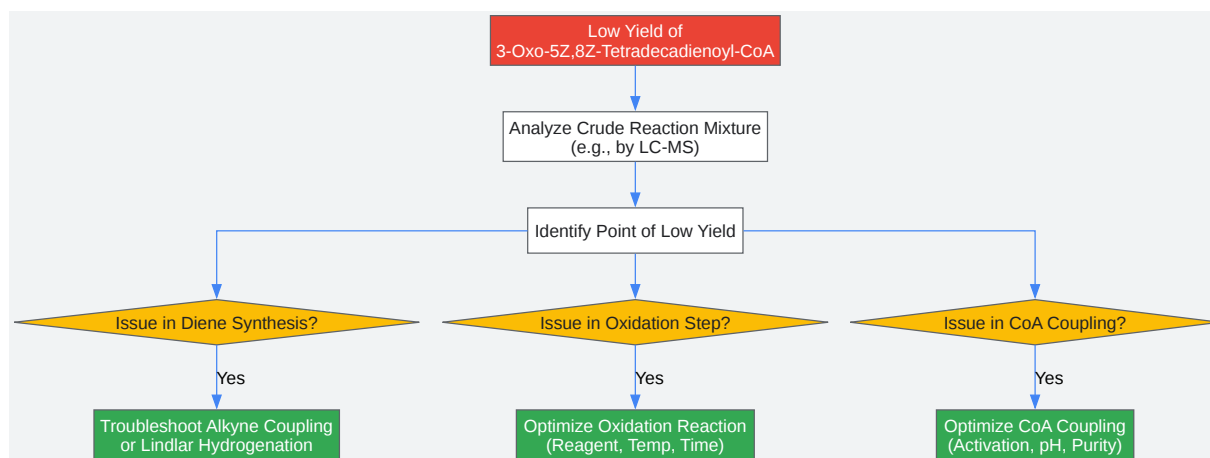 Low Yield of
3-Oxo-5Z,8Z-Tetradecadienoyl-CoA
Analyze Crude Reaction Mixture
(e.g., by LC-MS)
Identify Point of Low Yield
Issue in Diene Synthesis?
Issue in Oxidation Step?
Issue in CoA Coupling?
Yes
Yes
Yes
Troubleshoot Alkyne Coupling
or Lindlar Hydrogenation
Optimize Oxidation Reaction
(Reagent, Temp, Time)
Optimize CoA Coupling
(Activation, pH, Purity)